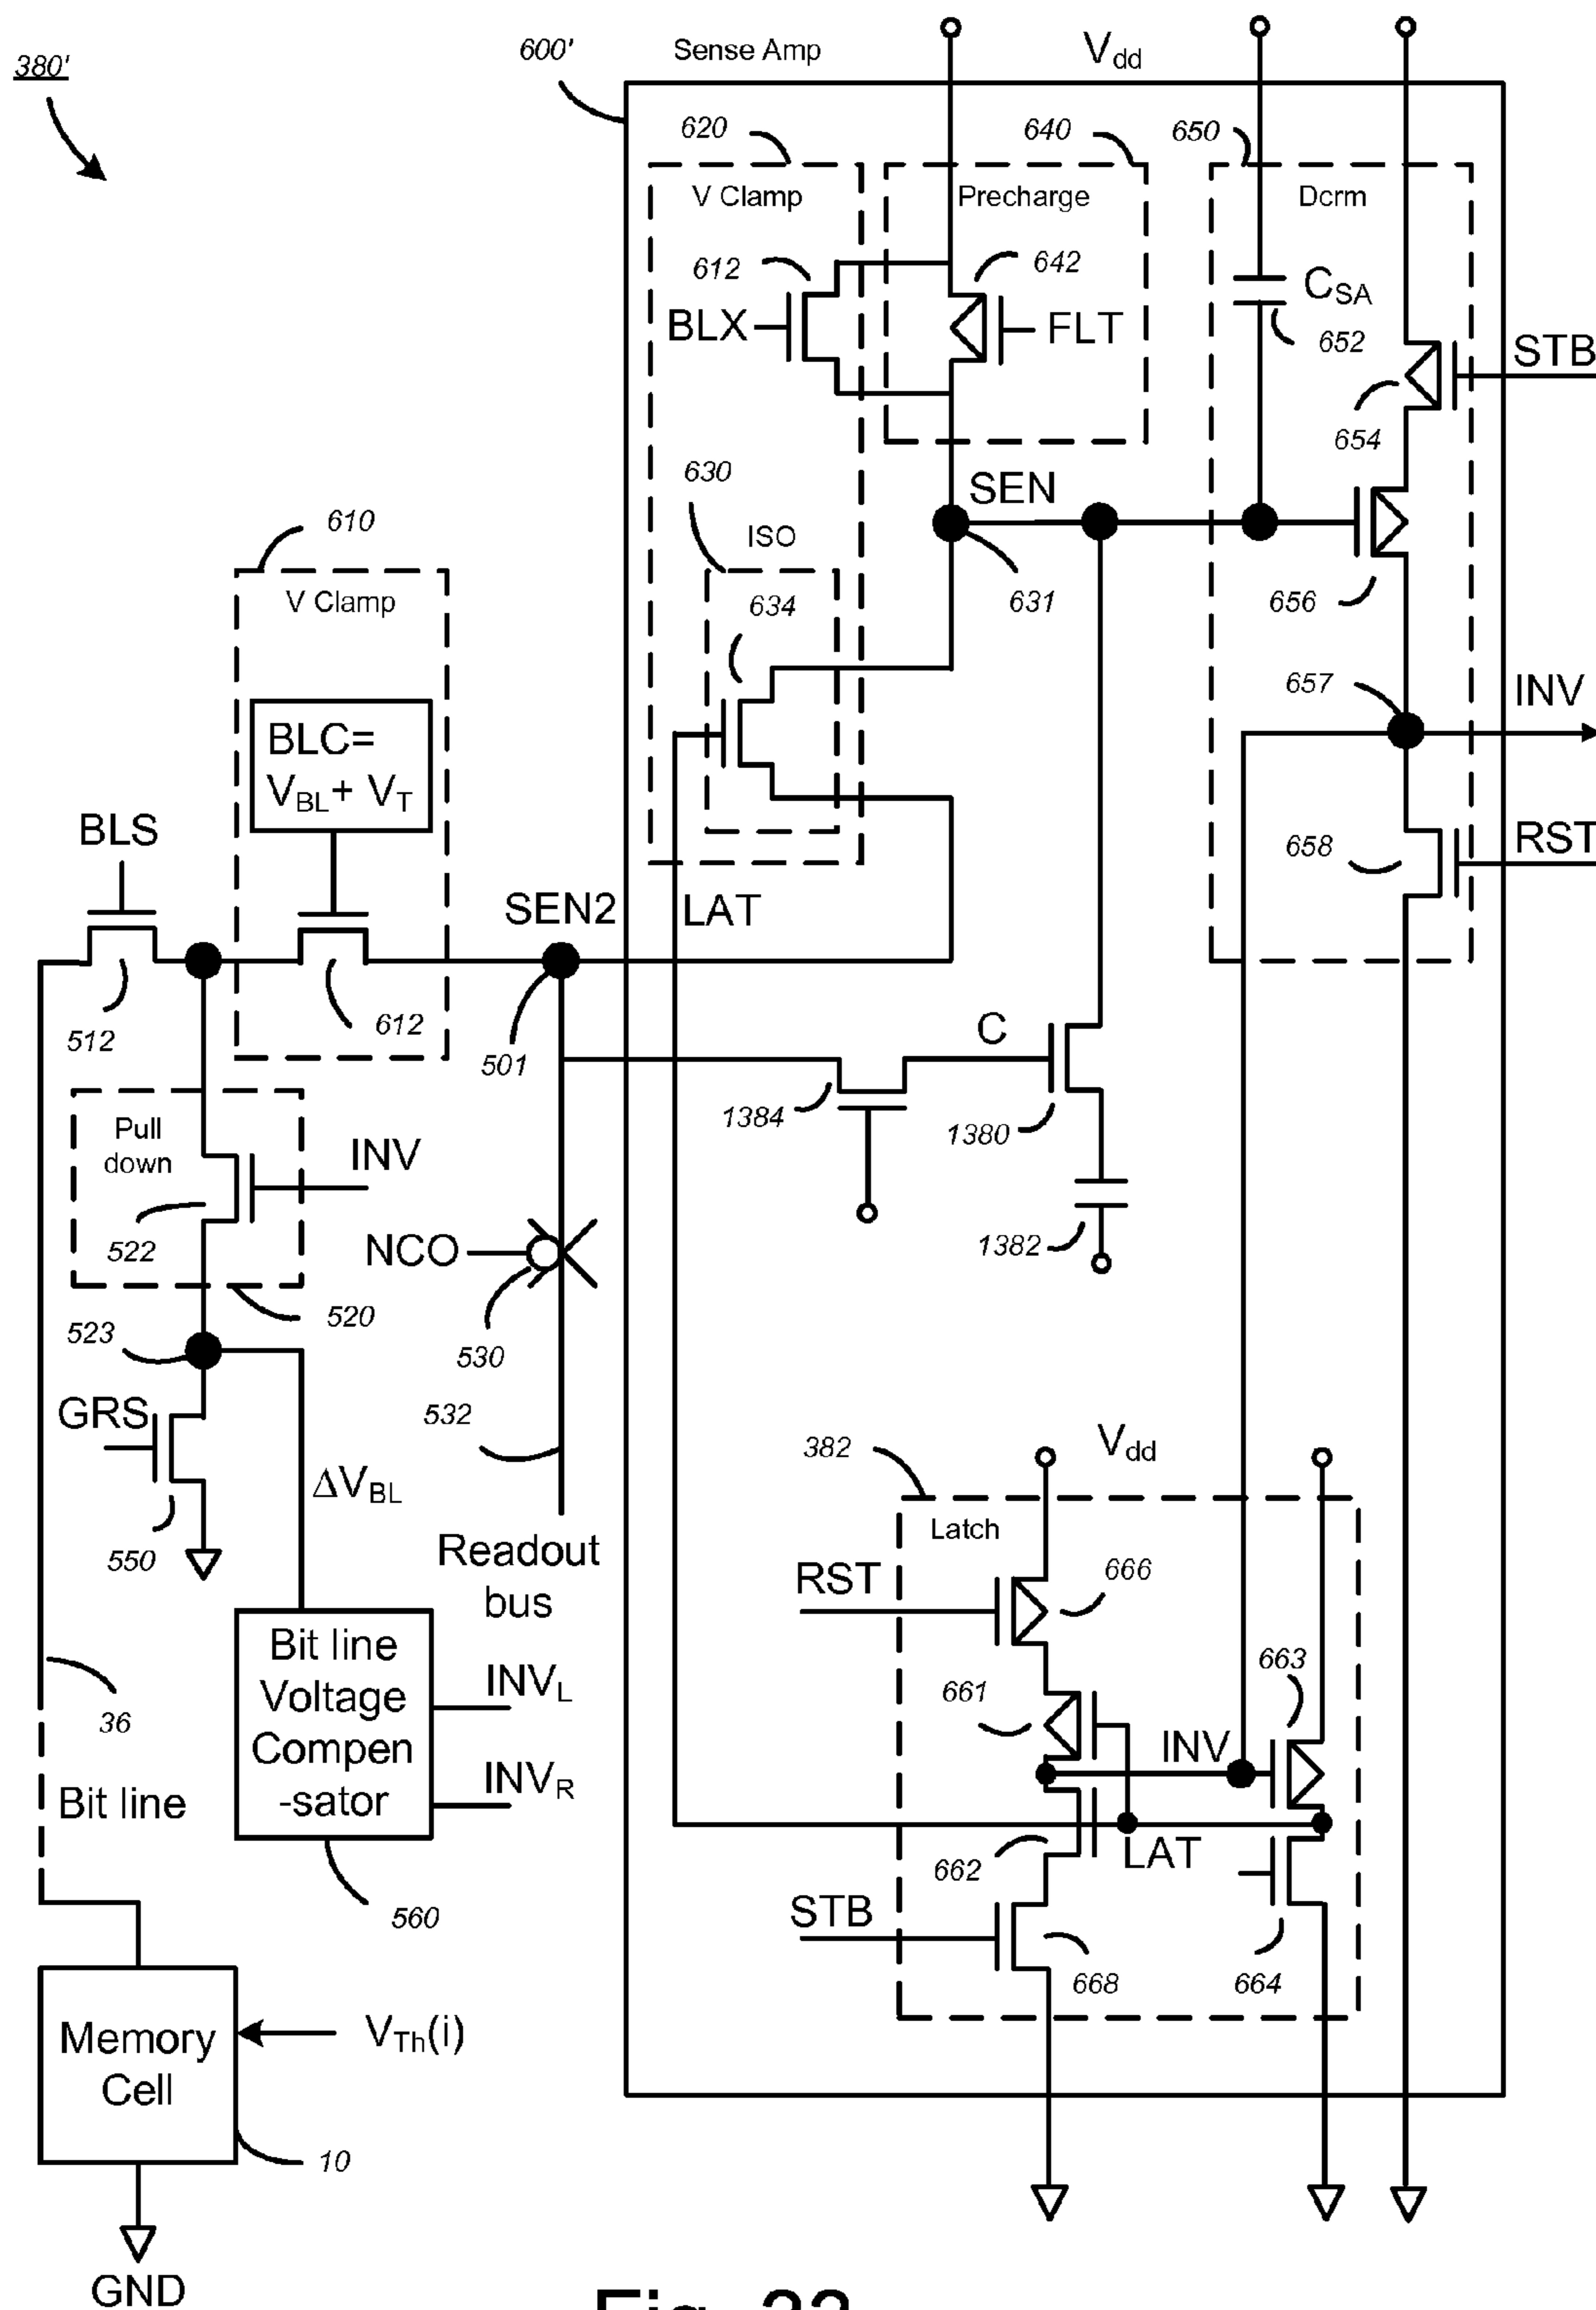 380'
600'
Sense Amp
Vdd
620
640
650
V Clamp
Precharge
Dcrm
612
642
BLX
FLT
CSA
652
STB
654
630
SEN
ISO
610
V Clamp
634
631
656
657
INV
BLC=
VBL+ VT
BLS
658
RST
SEN2
LAT
512
612
501
C
1384
1380
Pull
down
INV
522
NCO
1382
520
523
530
GRS
532
382
Vdd
ΔVBL
Latch
550
Readout
bus
RST
666
Bit line
Voltage
Compen
-sator
INVL
INVR
663
661
36
INV
Bit line
662
LAT
560
STB
668
664
Memory
Cell
VTh(i)
10
GND